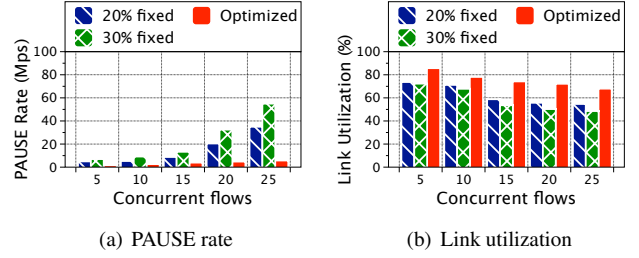 20% fixed
Optimized
30% fixed
PAUSE Rate (Mps)
100
80
60
40
20
0
5 10 15 20 25
Concurrent flows
(a) PAUSE rate
20% fixed
Optimized
30% fixed
Link Utilization (%)
100
80
60
40
20
0
5 10 15 20 25
Concurrent flows
(b) Link utilization